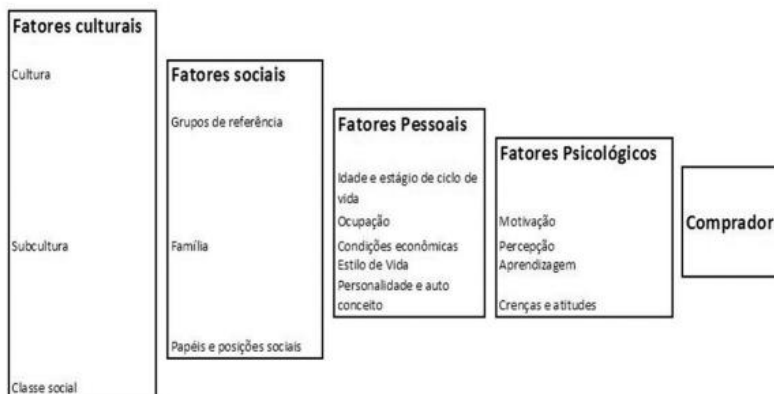 Fatores culturais
Cultura
Subcultura
Classe social
Fatores sociais
Grupos de referência
Família
Papéis e posições sociais
Fatores Pessoais
Idade e estágio de ciclo de
vida
Ocupação
Condições econômicas
Estilo de Vida
Personalidade e auto
conceito
Fatores Psicológicos
Motivação
Percepção
Aprendizagem
Crenças e atitudes
Comprador